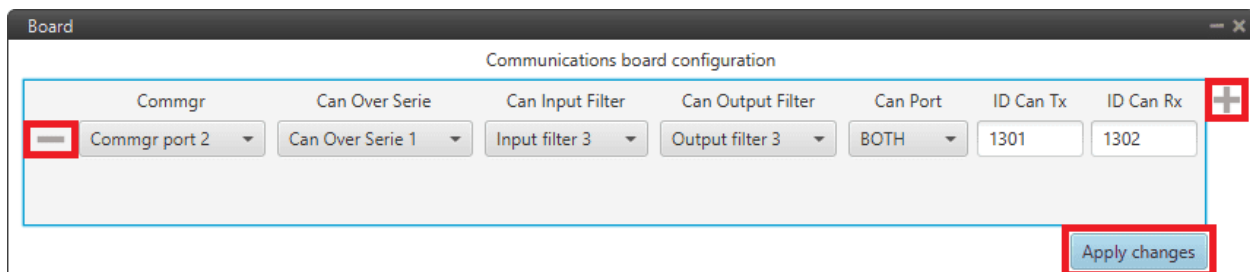 Board
Communications board configuration
Commgr Can Over Serie Can Input Filter Can Output Filter Can Port ID Can Tx ID Can Rx
Commgr port 2 Can Over Serie 1 Input filter 3 Output filter 3 BOTH 1301 1302
Apply changes